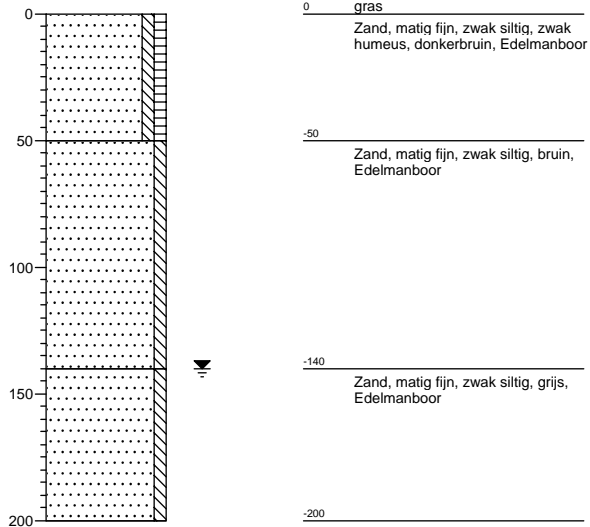 0
50
100
150
200
0
gras
Zand, matig fijn, zwak siltig, zwak
humeus, donkerbruin, Edelmanboor
-50
Zand, matig fijn, zwak siltig, bruin,
Edelmanboor
-140
Zand, matig fijn, zwak siltig, grijs,
Edelmanboor
-200